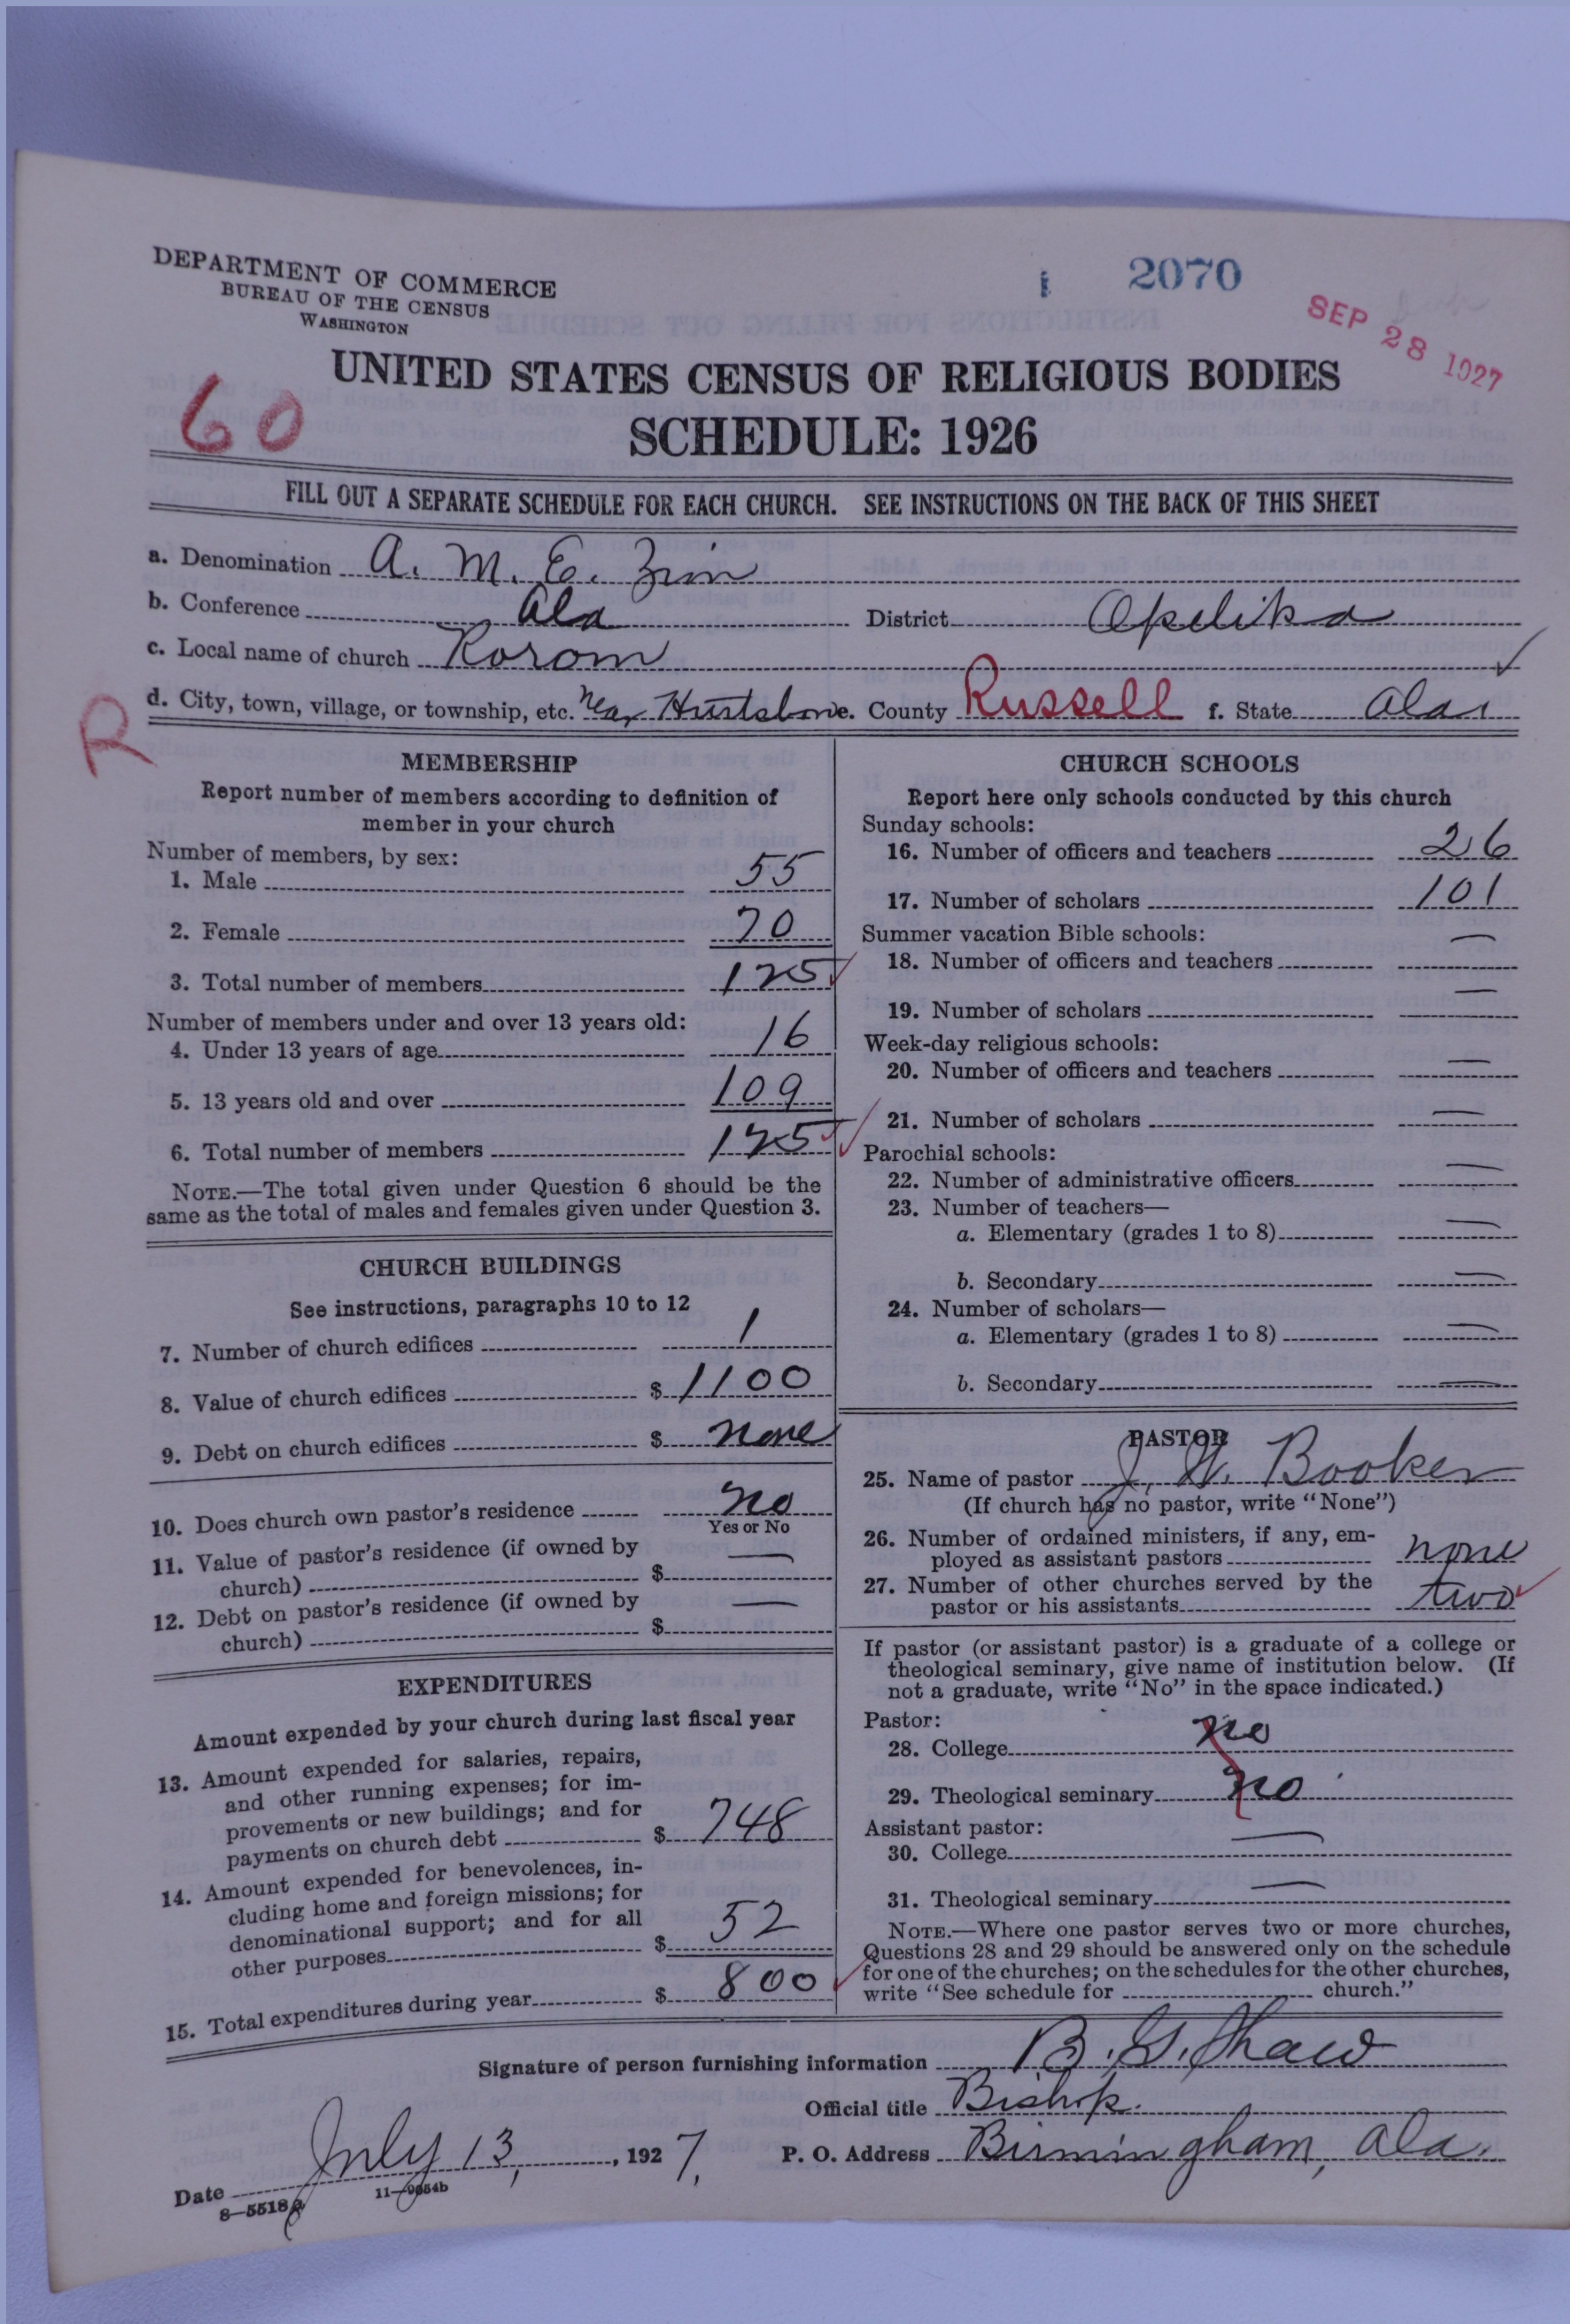 DEPARTMENT OF COMMERCE
BUREAU OF THE CENSUS
WASHINGTON
2070
SEP 28 1927
UNITED STATES CENSUS OF RELIGIOUS BODIES
SCHEDULE: 1926
60
FILL OUT A SEPARATE SCHEDULE FOR EACH CHURCH. SEE INSTRUCTIONS ON THE BACK OF THIS SHEET
a. Denomination A. M. E. Zion
b. Conference Ala District Opelika
c. Local name of church Korom
d. City, town, village, or township, etc. near Hurtsboro e. County Russell f. State Ala.
R
MEMBERSHIP
Report number of members according to definition of
member in your church
Number of members, by sex:
1. Male 55
2. Female 70
3. Total number of members 125
Number of members under and over 13 years old:
4. Under 13 years of age 16
5. 13 years old and over 109
6. Total number of members 125
NOTE.—The total given under Question 6 should be the
same as the total of males and females given under Question 3.
CHURCH BUILDINGS
See instructions, paragraphs 10 to 12
7. Number of church edifices 1
8. Value of church edifices $ 1100
9. Debt on church edifices $ none
10. Does church own pastor's residence no
Yes or No
11. Value of pastor's residence (if owned by
church) $ —
12. Debt on pastor's residence (if owned by
church) $ —
EXPENDITURES
Amount expended by your church during last fiscal year
13. Amount expended for salaries, repairs,
and other running expenses; for im-
provements or new buildings; and for
payments on church debt $ 748
14. Amount expended for benevolences, in-
cluding home and foreign missions; for
denominational support; and for all
other purposes $ 52
15. Total expenditures during year $ 800
CHURCH SCHOOLS
Report here only schools conducted by this church
Sunday schools:
16. Number of officers and teachers 26
17. Number of scholars 101
Summer vacation Bible schools:
18. Number of officers and teachers —
19. Number of scholars —
Week-day religious schools:
20. Number of officers and teachers —
21. Number of scholars —
Parochial schools:
22. Number of administrative officers —
23. Number of teachers—
a. Elementary (grades 1 to 8) —
b. Secondary —
24. Number of scholars—
a. Elementary (grades 1 to 8) —
b. Secondary —
PASTOR
25. Name of pastor J. W. Booker
(If church has no pastor, write "None")
26. Number of ordained ministers, if any, em-
ployed as assistant pastors none
27. Number of other churches served by the
pastor or his assistants two
If pastor (or assistant pastor) is a graduate of a college or
theological seminary, give name of institution below. (If
not a graduate, write "No" in the space indicated.)
Pastor:
28. College no
29. Theological seminary no
Assistant pastor:
30. College —
31. Theological seminary —
NOTE.—Where one pastor serves two or more churches,
Questions 28 and 29 should be answered only on the schedule
for one of the churches; on the schedules for the other churches,
write "See schedule for church."
Signature of person furnishing information B. G. Shaw
Official title Bishop.
Date July 13, 1927. P. O. Address Birmingham, Ala.
8—5518a 11—9054b